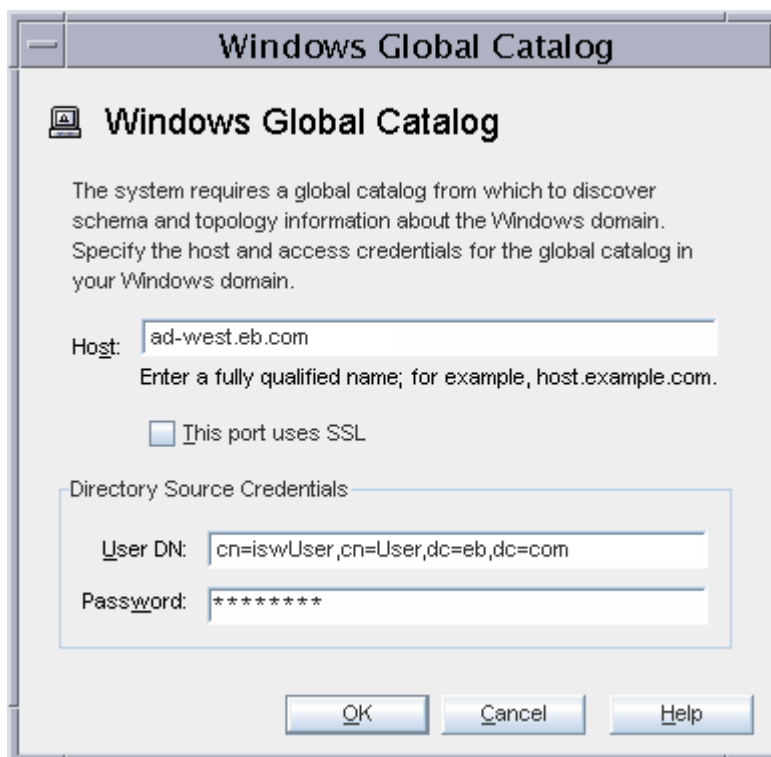 Windows Global Catalog
Windows Global Catalog
The system requires a global catalog from which to discover
schema and topology information about the Windows domain.
Specify the host and access credentials for the global catalog in
your Windows domain.
Host: ad-west.eb.com
Enter a fully qualified name; for example, host.example.com.
This port uses SSL
Directory Source Credentials
User DN: cn=iswUser,cn=User,dc=eb,dc=com
Password: ********
OK Cancel Help